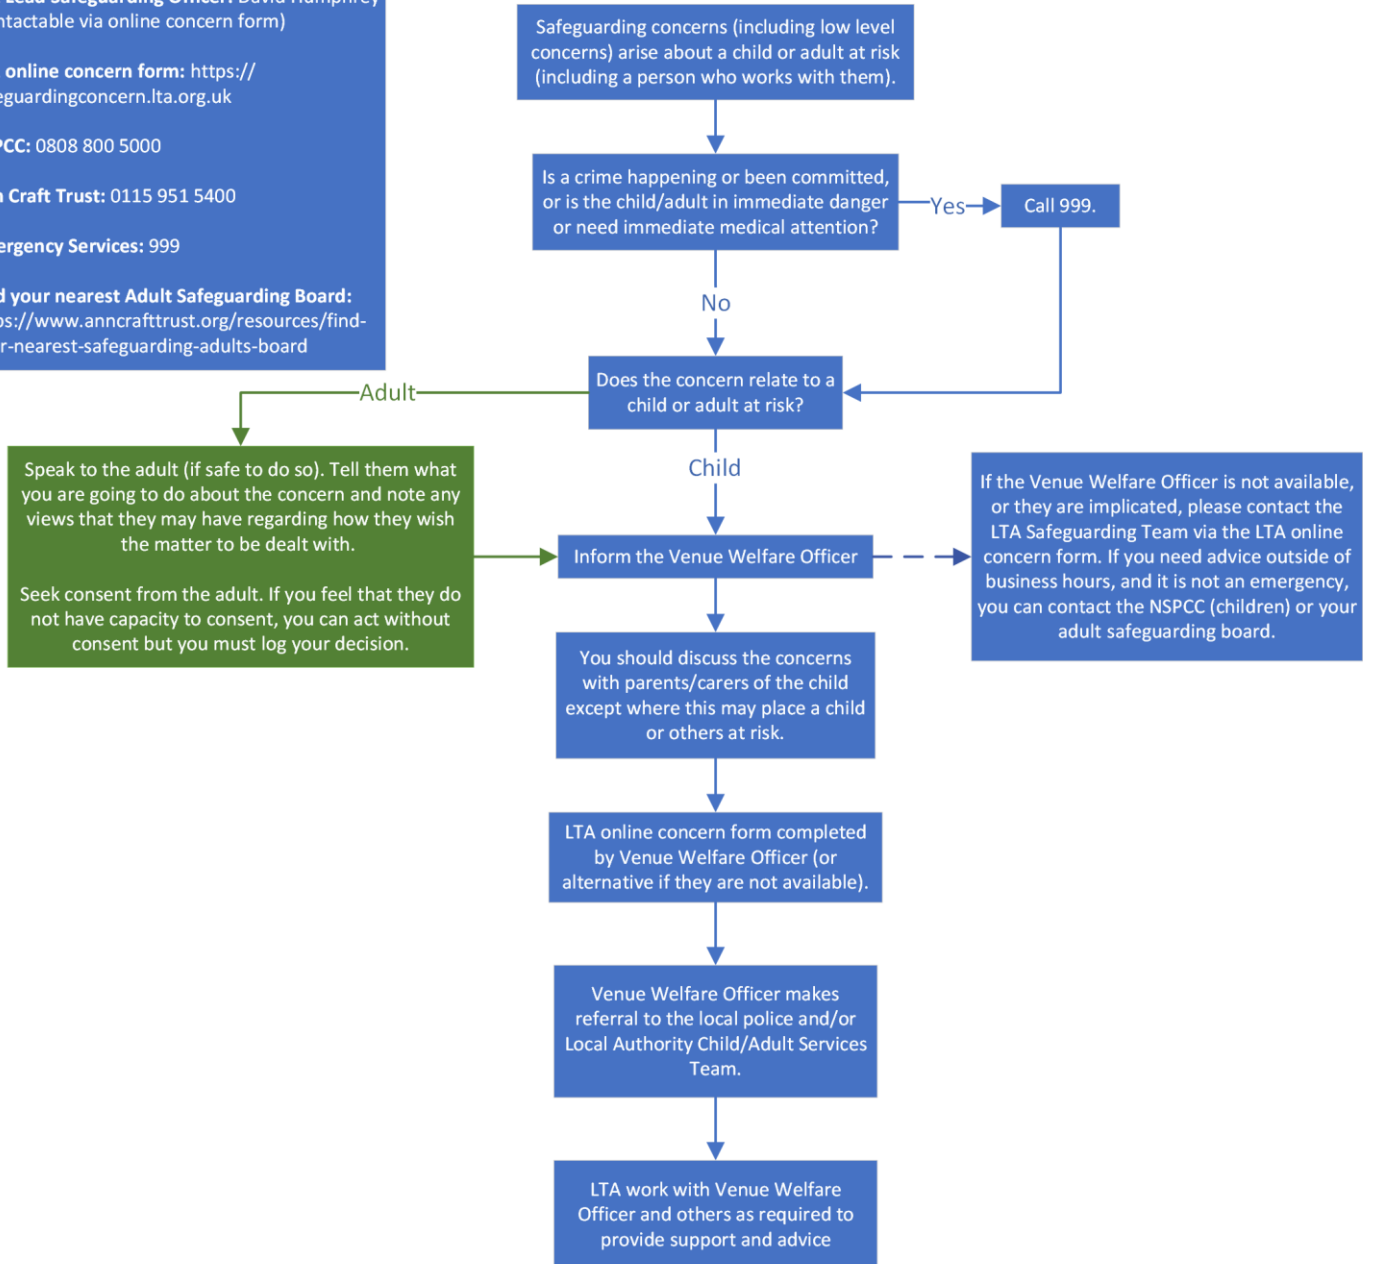 Lead Safeguarding Officer: David Humphrey
ntactable via online concern form)
online concern form: https://
eguardingconcern.lta.org.uk
PCC: 0808 800 5000
n Craft Trust: 0115 951 5400
ergency Services: 999
d your nearest Adult Safeguarding Board:
ps://www.anncrafttrust.org/resources/find-
r-nearest-safeguarding-adults-board
Safeguarding concerns (including low level
concerns) arise about a child or adult at risk
(including a person who works with them).
Is a crime happening or been committed,
or is the child/adult in immediate danger
or need immediate medical attention?
Yes
Call 999.
No
Does the concern relate to a
child or adult at risk?
Adult
Child
Speak to the adult (if safe to do so). Tell them what
you are going to do about the concern and note any
views that they may have regarding how they wish
the matter to be dealt with.
Seek consent from the adult. If you feel that they do
not have capacity to consent, you can act without
consent but you must log your decision.
Inform the Venue Welfare Officer
If the Venue Welfare Officer is not available,
or they are implicated, please contact the
LTA Safeguarding Team via the LTA online
concern form. If you need advice outside of
business hours, and it is not an emergency,
you can contact the NSPCC (children) or your
adult safeguarding board.
You should discuss the concerns
with parents/carers of the child
except where this may place a child
or others at risk.
LTA online concern form completed
by Venue Welfare Officer (or
alternative if they are not available).
Venue Welfare Officer makes
referral to the local police and/or
Local Authority Child/Adult Services
Team.
LTA work with Venue Welfare
Officer and others as required to
provide support and advice